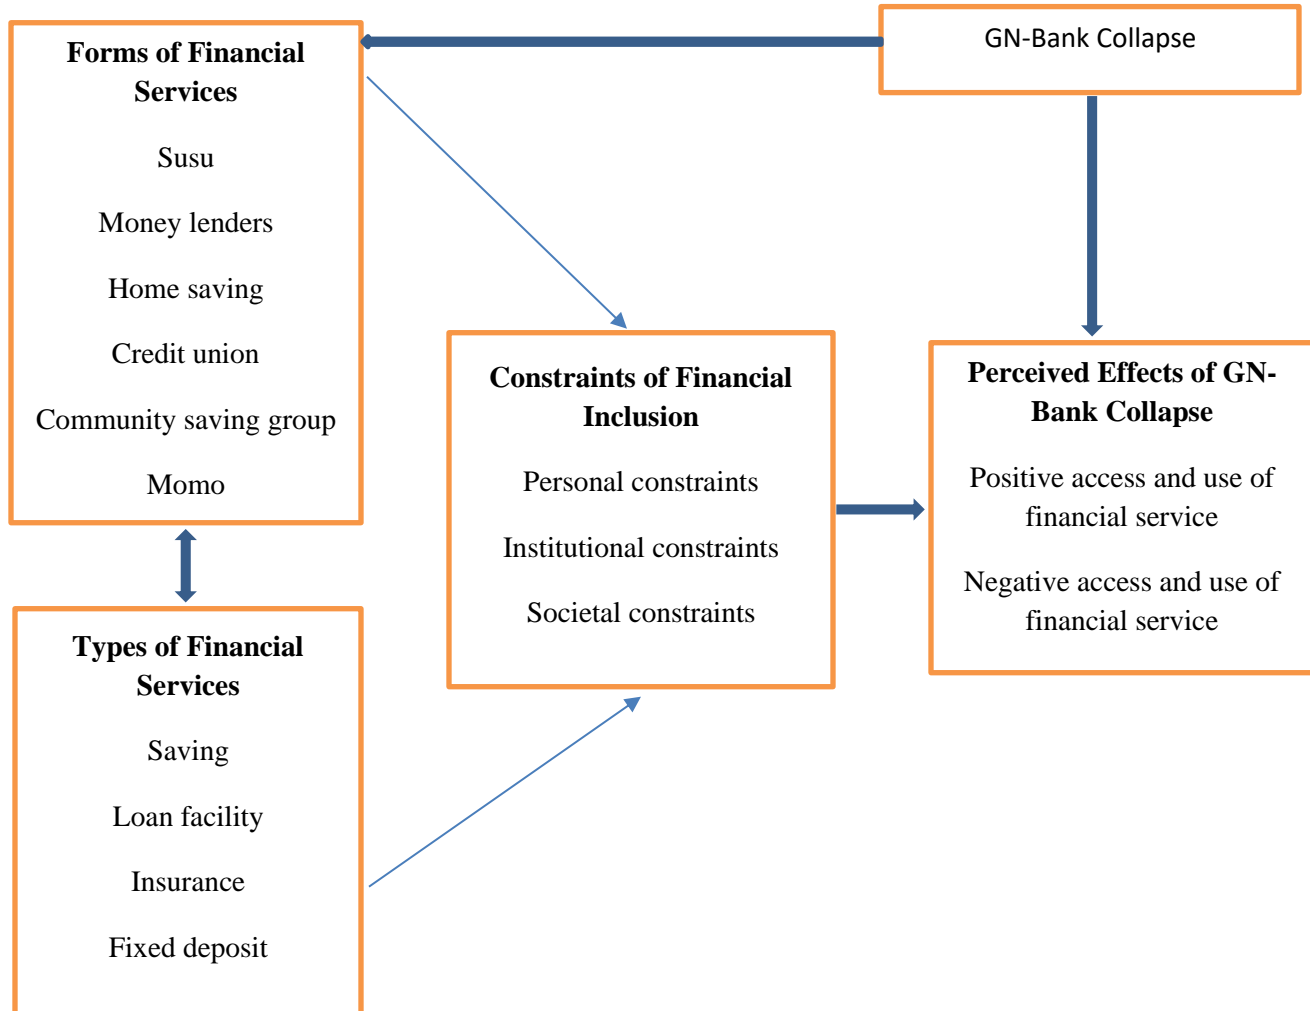 GN-Bank Collapse
Forms of Financial
Services
Susu
Money lenders
Home saving
Credit union
Community saving group
Momo
Constraints of Financial
Inclusion
Personal constraints
Institutional constraints
Societal constraints
Perceived Effects of GN-
Bank Collapse
Positive access and use of
financial service
Negative access and use of
financial service
Types of Financial
Services
Saving
Loan facility
Insurance
Fixed deposit